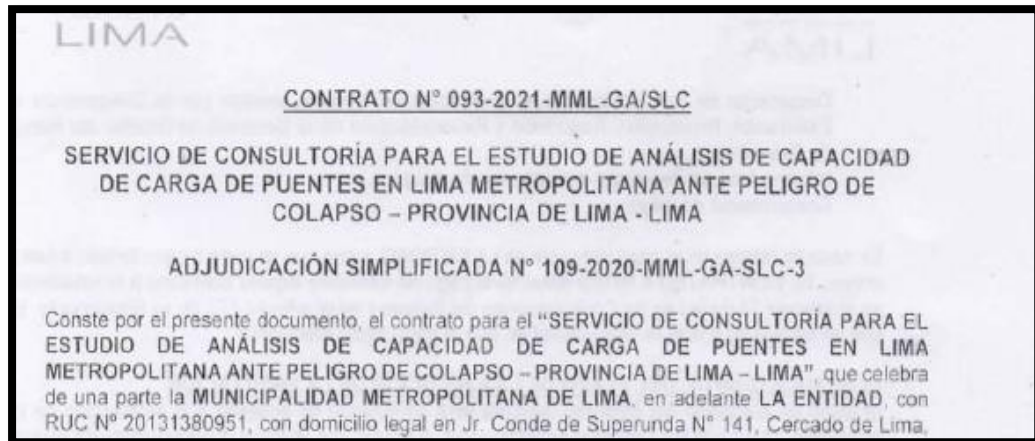 LIMA
CONTRATO N° 093-2021-MML-GA/SLC
SERVICIO DE CONSULTORÍA PARA EL ESTUDIO DE ANÁLISIS DE CAPACIDAD
DE CARGA DE PUENTES EN LIMA METROPOLITANA ANTE PELIGRO DE
COLAPSO – PROVINCIA DE LIMA - LIMA
ADJUDICACIÓN SIMPLIFICADA N° 109-2020-MML-GA-SLC-3
Conste por el presente documento, el contrato para el “SERVICIO DE CONSULTORÍA PARA EL
ESTUDIO DE ANÁLISIS DE CAPACIDAD DE CARGA DE PUENTES EN LIMA
METROPOLITANA ANTE PELIGRO DE COLAPSO – PROVINCIA DE LIMA – LIMA”, que celebra
de una parte la MUNICIPALIDAD METROPOLITANA DE LIMA, en adelante LA ENTIDAD, con
RUC Nº 20131380951, con domicilio legal en Jr. Conde de Superunda N° 141, Cercado de Lima,